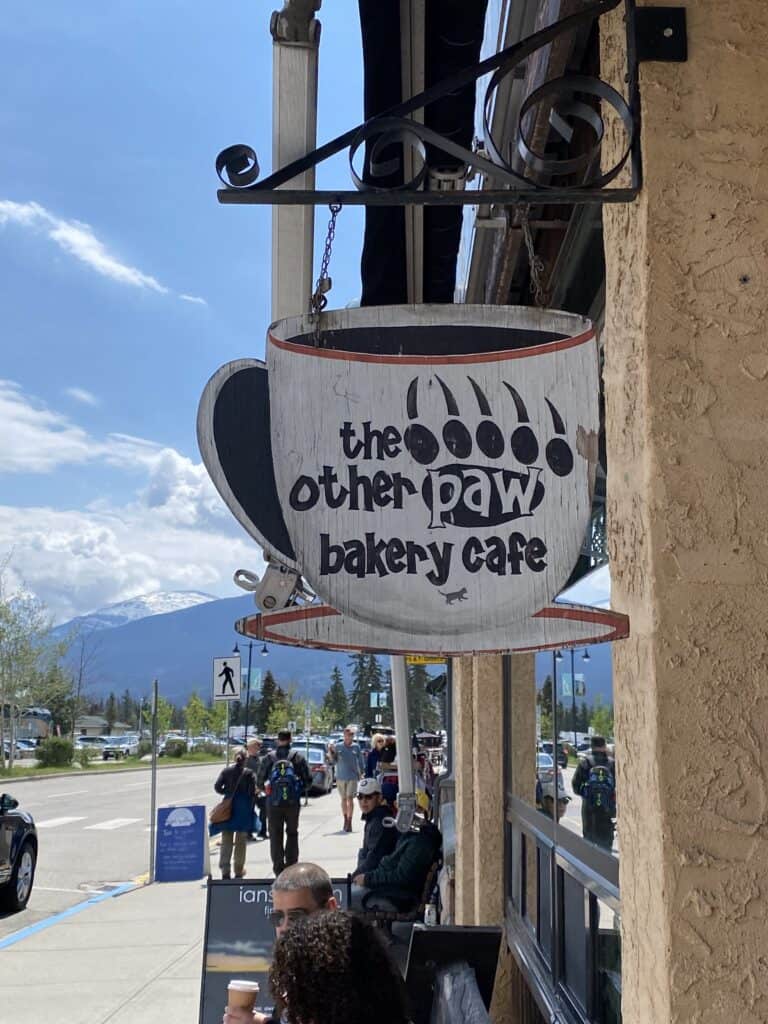 the
other paw
bakery cafe